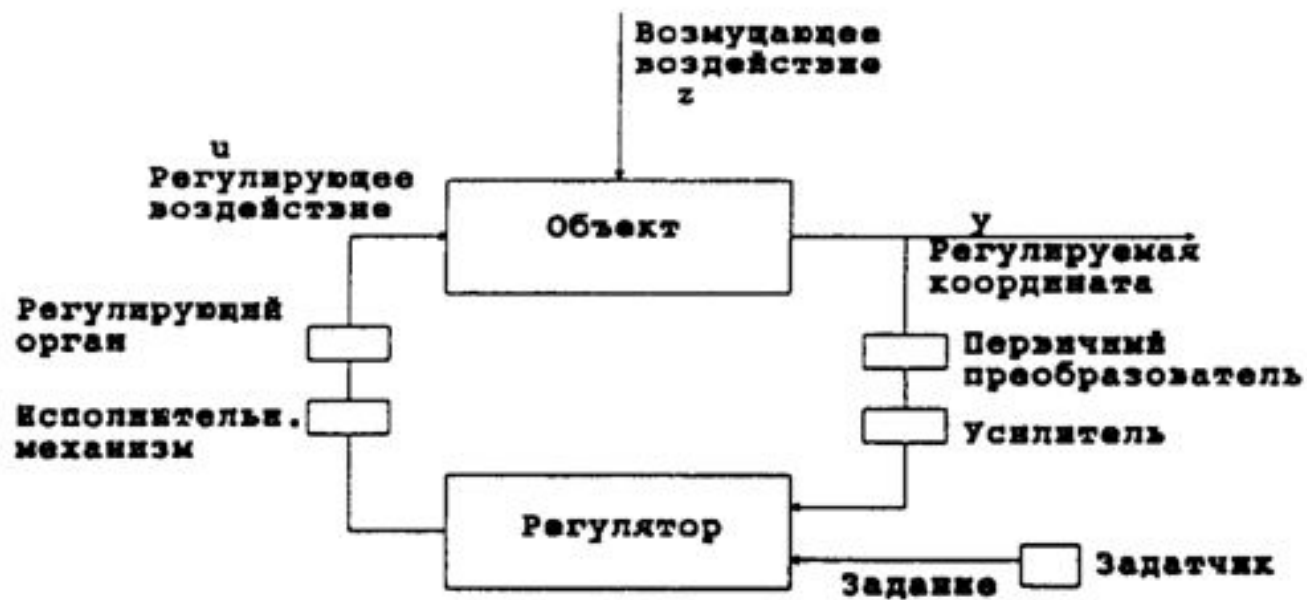 Возмущающее
воздействие
z
u
Регулирующее
воздействие
Объект
y
Регулируемая
координата
Регулирующий
орган
Первичный
преобразователь
Исполнительн.
механизм
Усилитель
Регулятор
Задание
Задатчик